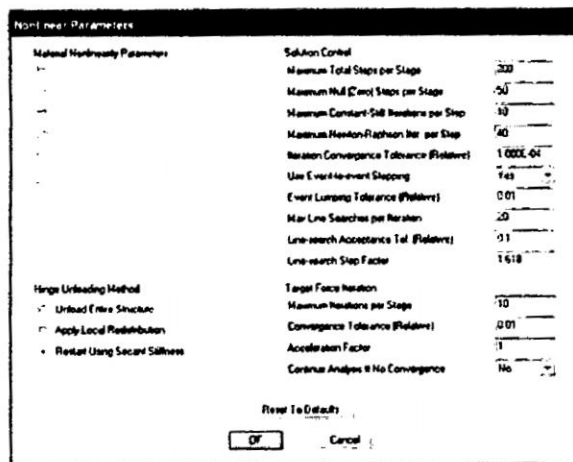 Nonlinear Parameters
Material Nonlinearity Parameters
Solution Control
Maximum Total Steps per Stage 200
Maximum Null (Zero) Steps per Stage 50
Maximum Constant-Stiff Iterations per Step 10
Maximum Newton-Raphson Iter. per Step 40
Iteration Convergence Tolerance (Relative) 1.000E-04
Use Event-to-event Stepping Yes
Event Lumping Tolerance (Relative) 0.01
Max Line Searches per Iteration 20
Line-search Acceptance Tol. (Relative) 0.1
Line-search Step Factor 1.618
Hinge Unloading Method
Unload Entire Structure
Apply Local Redistribution
Restart Using Secant Stiffness
Target Force Iteration
Maximum Iterations per Stage 10
Convergence Tolerance (Relative) 0.01
Acceleration Factor 1
Continue Analysis If No Convergence No
Reset To Defaults
OK
Cancel